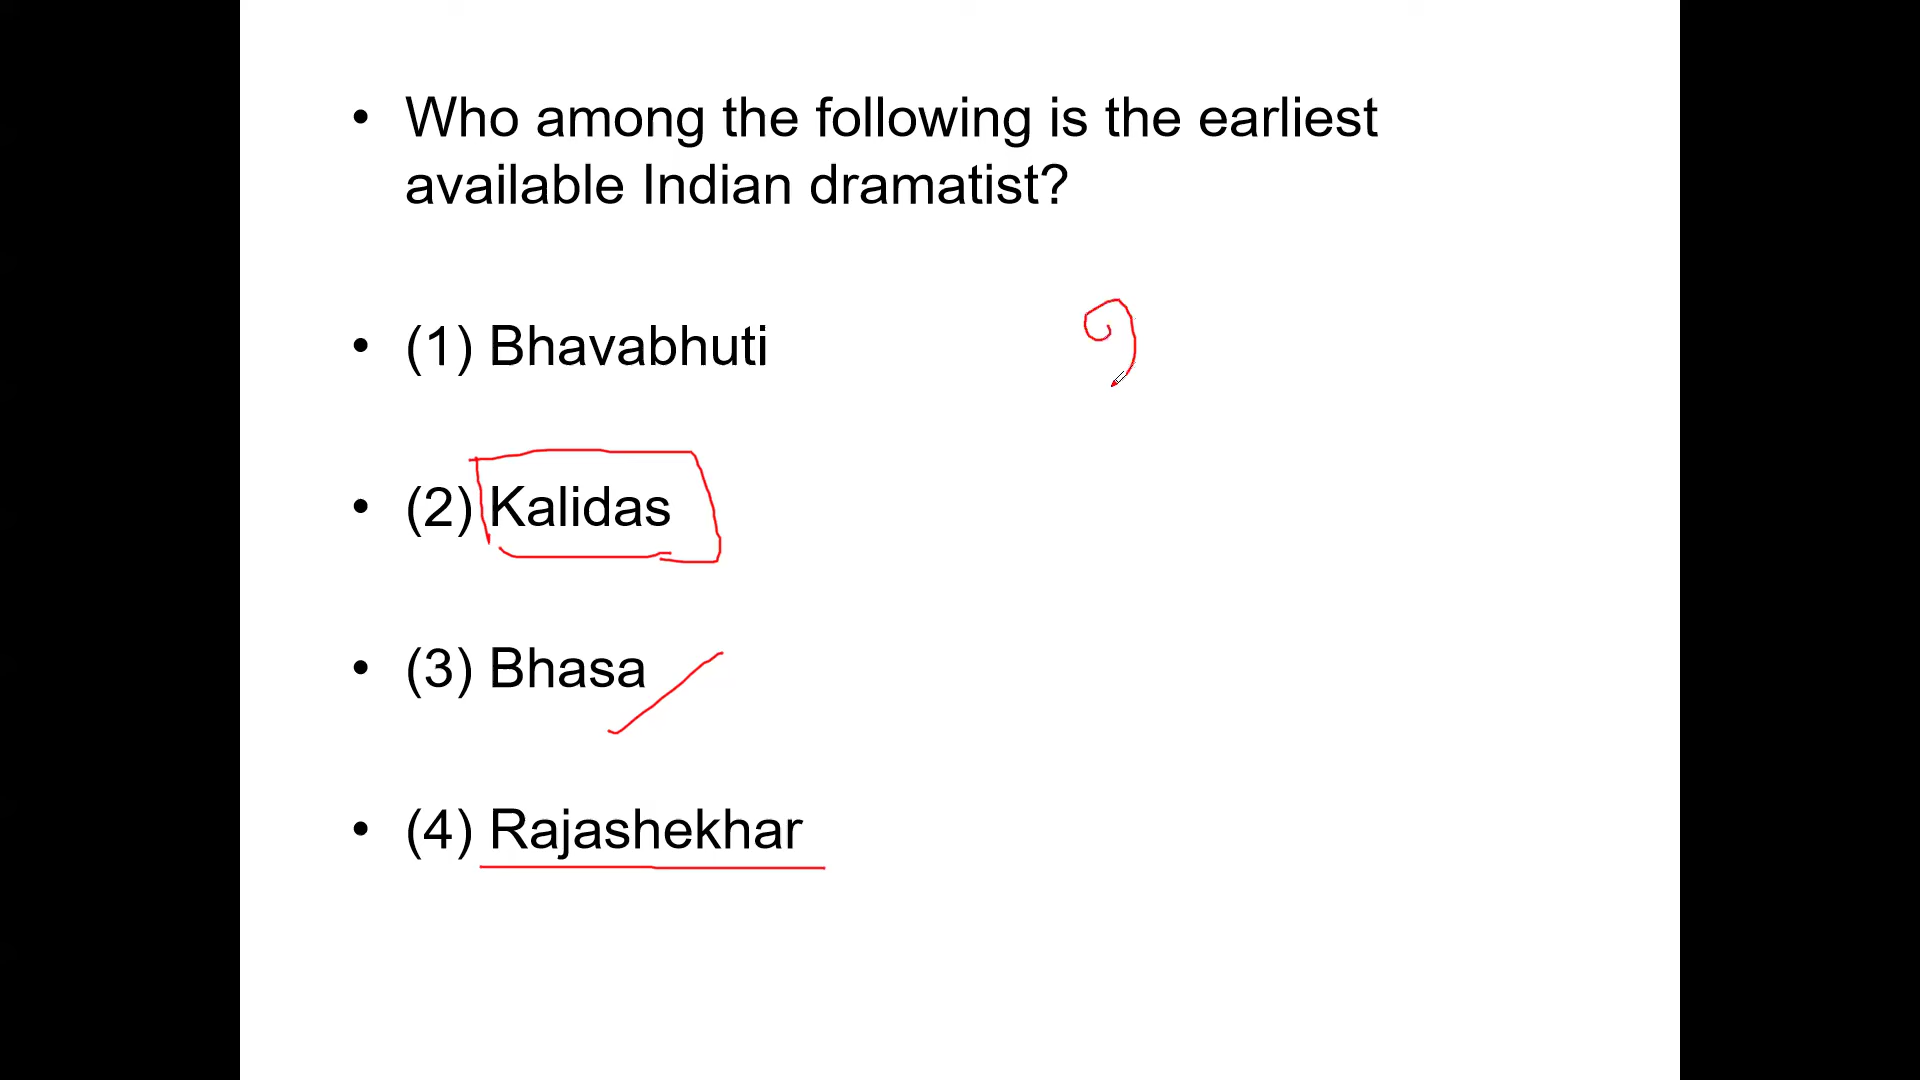 • Who among the following is the earliest
available Indian dramatist?
• (1) Bhavabhuti
• (2) Kalidas
• (3) Bhasa
• (4) Rajashekhar